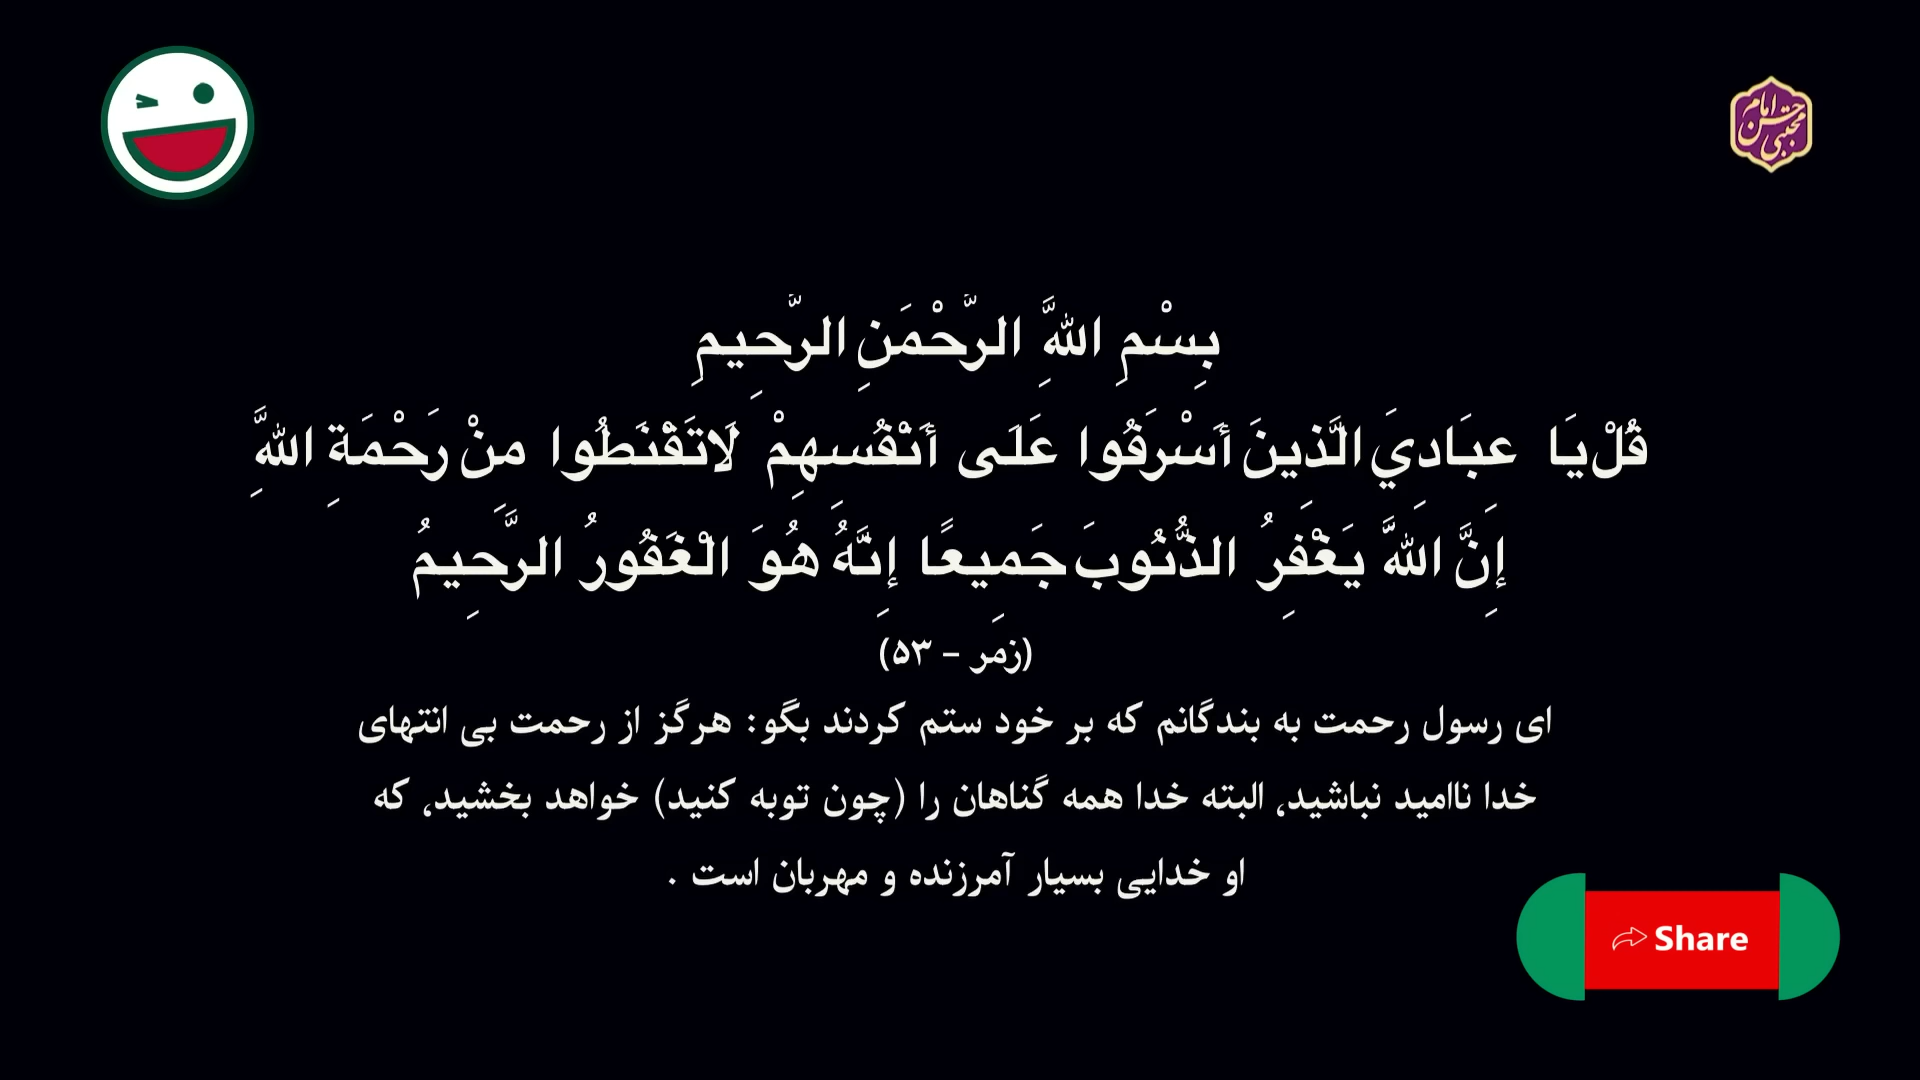 امام حسن مجتبی
بِسْمِ اللَّهِ الرَّحْمَنِ الرَّحِيمِ
قُلْ يَا عِبَادِيَ الَّذِينَ أَسْرَفُوا عَلَى أَنْفُسِهِمْ لَاتَقْنَطُوا مِنْ رَحْمَةِ اللَّهِ
إِنَّ اللَّهَ يَغْفِرُ الذُّنُوبَ جَمِيعًا إِنَّهُ هُوَ الْغَفُورُ الرَّحِيمُ
(زمَر - ۵۳)
ای رسول رحمت به بندگانم که بر خود ستم کردند بگو: هرگز از رحمت بی انتهای
خدا ناامید نباشید، البته خدا همه گناهان را (چون توبه کنید) خواهد بخشید، که
او خدایی بسیار آمرزنده و مهربان است .
Share